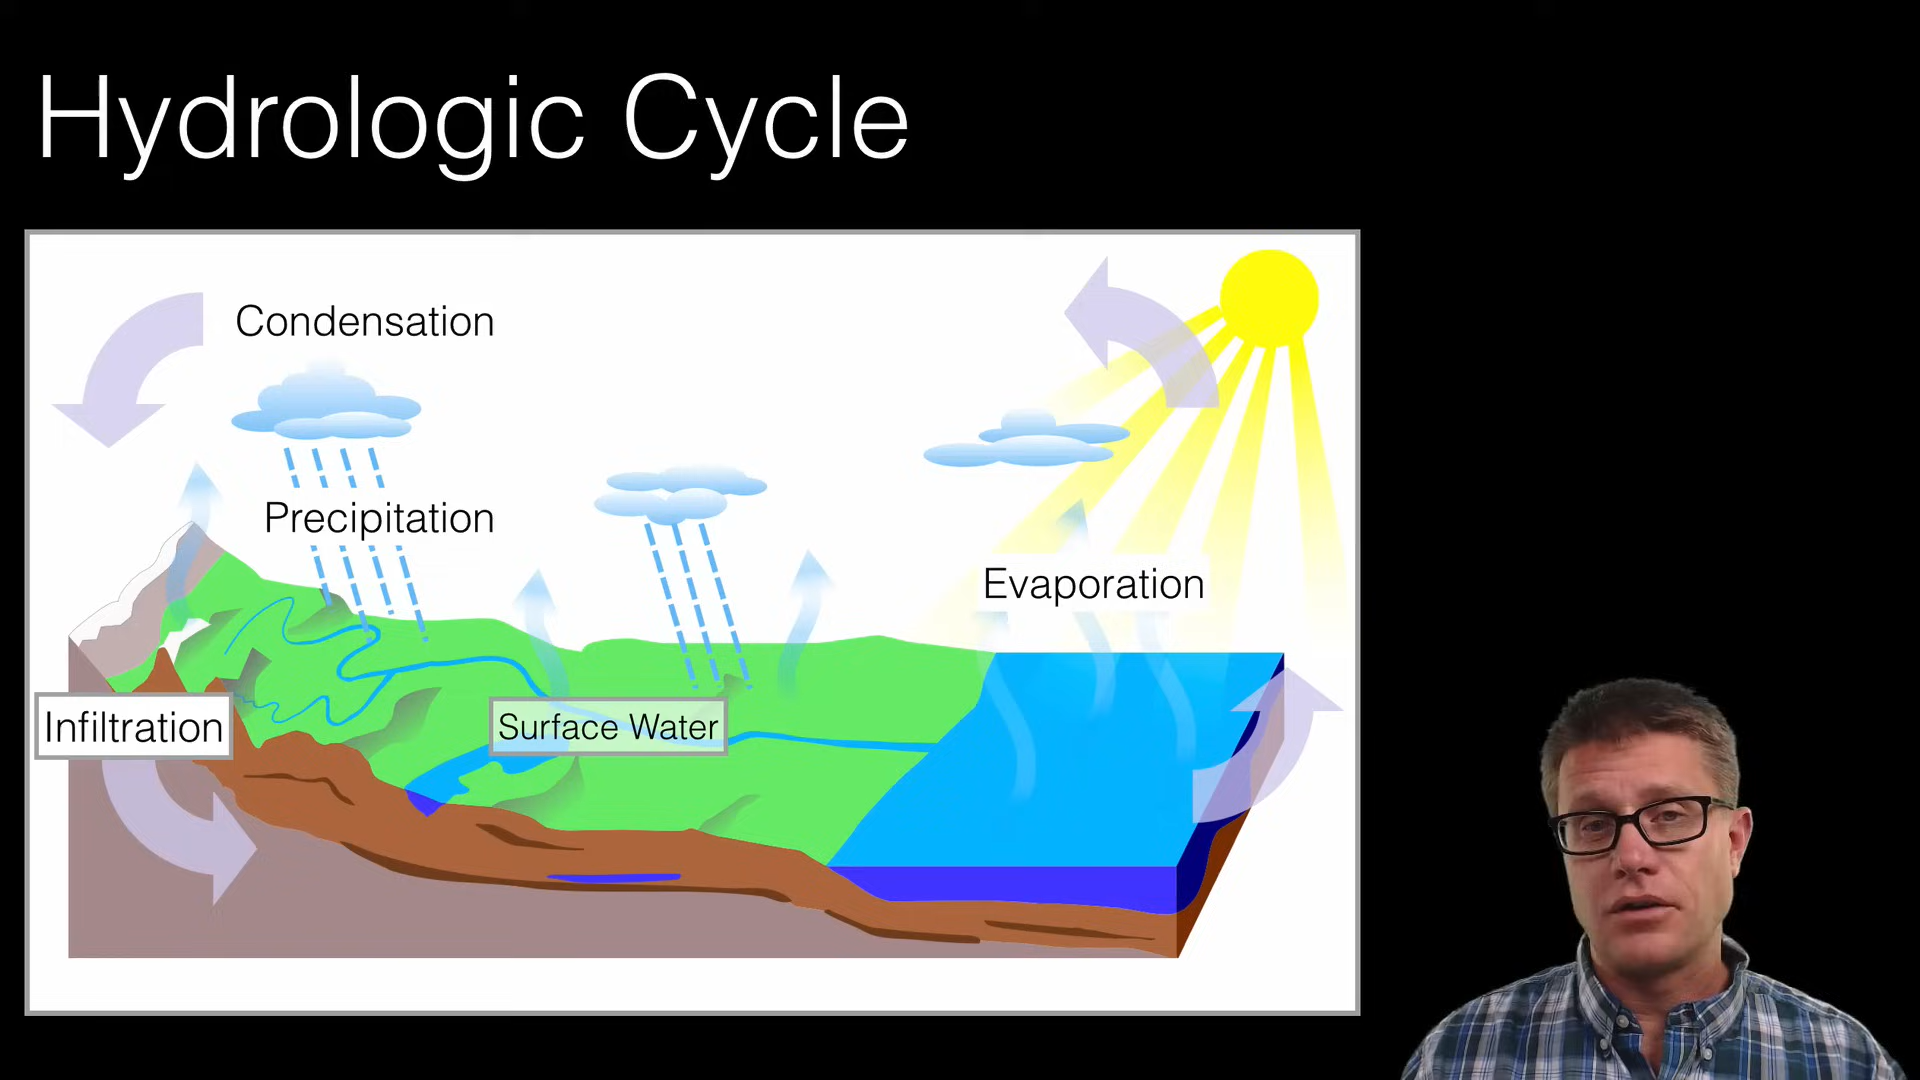 Hydrologic Cycle
Condensation
Precipitation
Evaporation
Infiltration
Surface Water